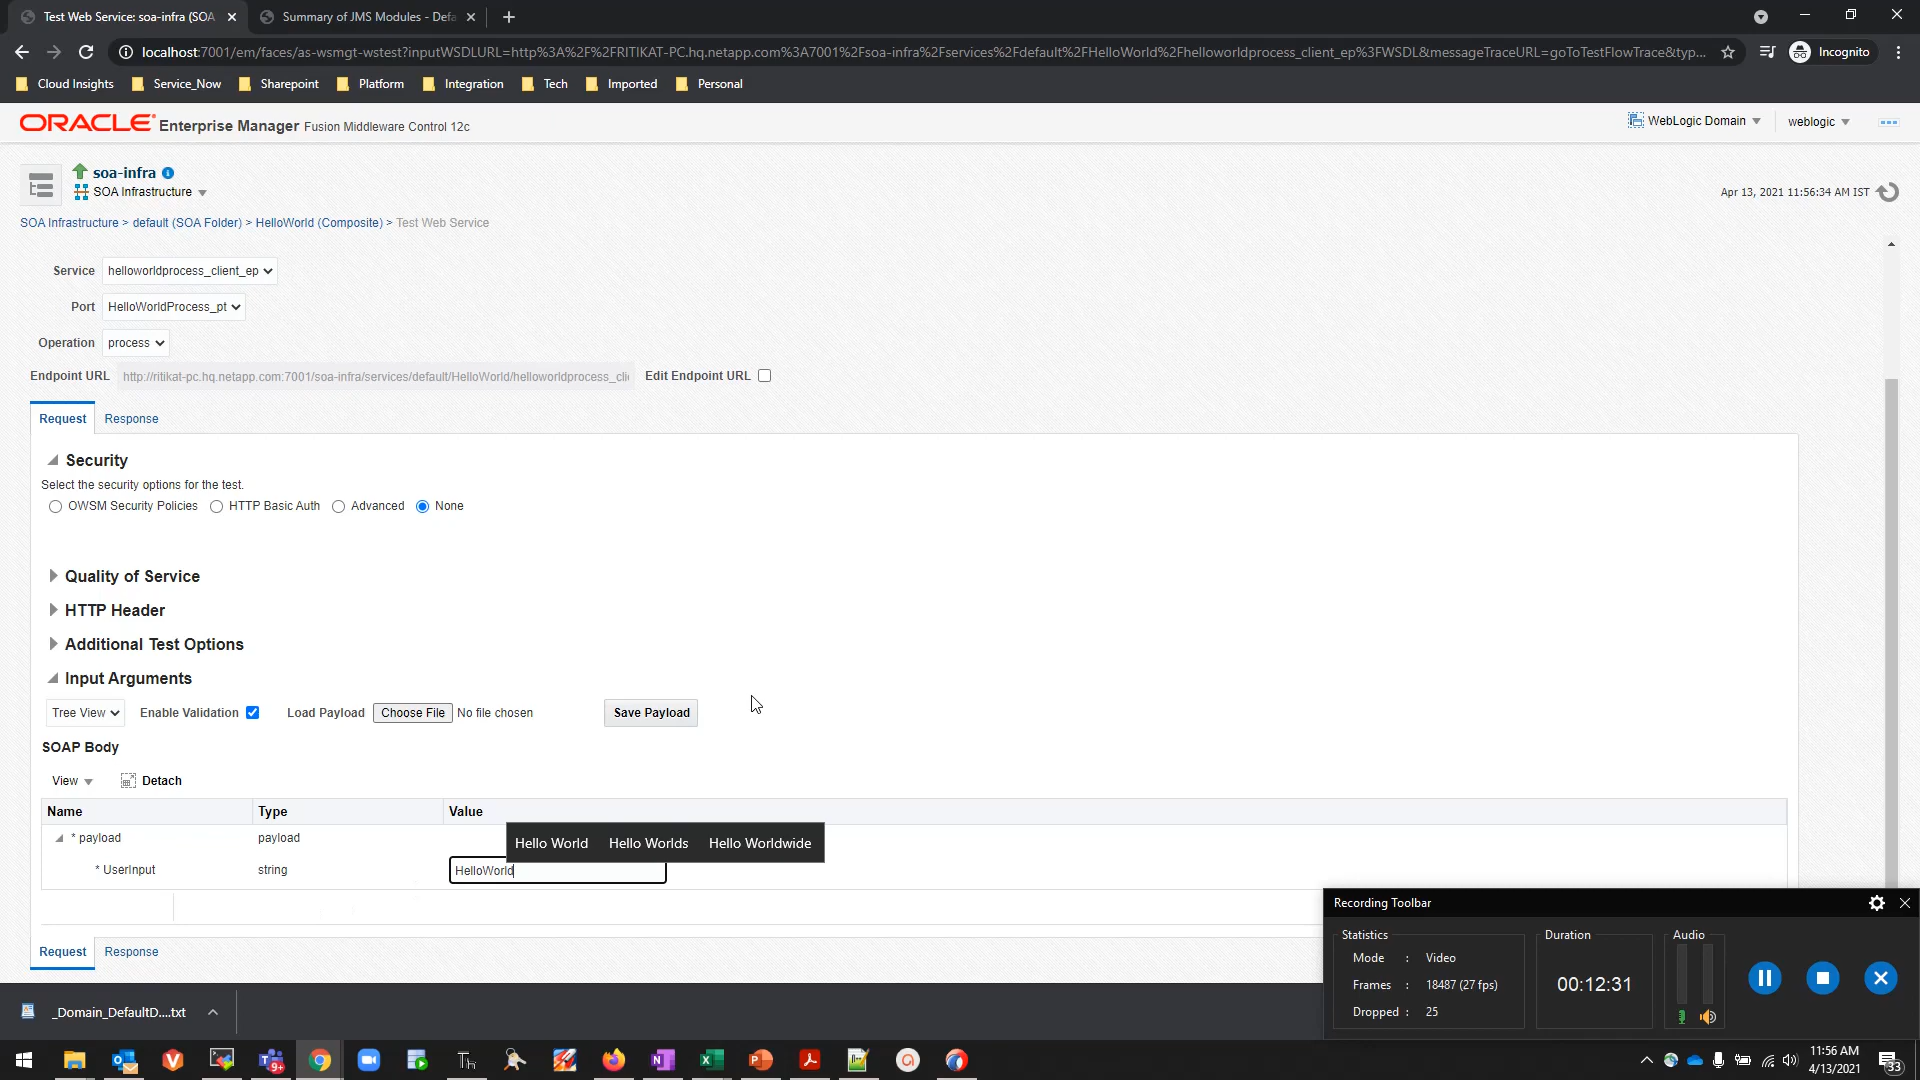 Test Web Service: soa-infra (SOA
Summary of JMS Modules - Defa
localhost:7001/em/faces/as-wsmgt-wstest?inputWSDLURL=http%3A%2F%2FRITIKAT-PC.hq.netapp.com%3A7001%2Fsoa-infra%2Fservices%2Fdefault%2FHelloWorld%2Fhelloworldprocess_client_ep%3FWSDL&messageTraceURL=goToTestFlowTrace&typ...
Incognito
Cloud Insights
Service_Now
Sharepoint
Platform
Integration
Tech
Imported
Personal
ORACLE Enterprise Manager Fusion Middleware Control 12c
WebLogic Domain
weblogic
soa-infra
SOA Infrastructure
Apr 13, 2021 11:56:34 AM IST
SOA Infrastructure > default (SOA Folder) > HelloWorld (Composite) > Test Web Service
Service helloworldprocess_client_ep
Port HelloWorldProcess_pt
Operation process
Endpoint URL http://ritikat-pc.hq.netapp.com:7001/soa-infra/services/default/HelloWorld/helloworldprocess_cli Edit Endpoint URL
Request Response
Security
Select the security options for the test.
OWSM Security Policies HTTP Basic Auth Advanced None
Quality of Service
HTTP Header
Additional Test Options
Input Arguments
Tree View Enable Validation Load Payload Choose File No file chosen Save Payload
SOAP Body
View Detach
Name Type Value
* payload payload
Hello World Hello Worlds Hello Worldwide
* UserInput string HelloWorld
Request Response
Recording Toolbar
Statistics
Mode : Video
Frames : 18487 (27 fps)
Dropped : 25
Duration
00:12:31
Audio
_Domain_DefaultD....txt
9+
11:56 AM
4/13/2021
33